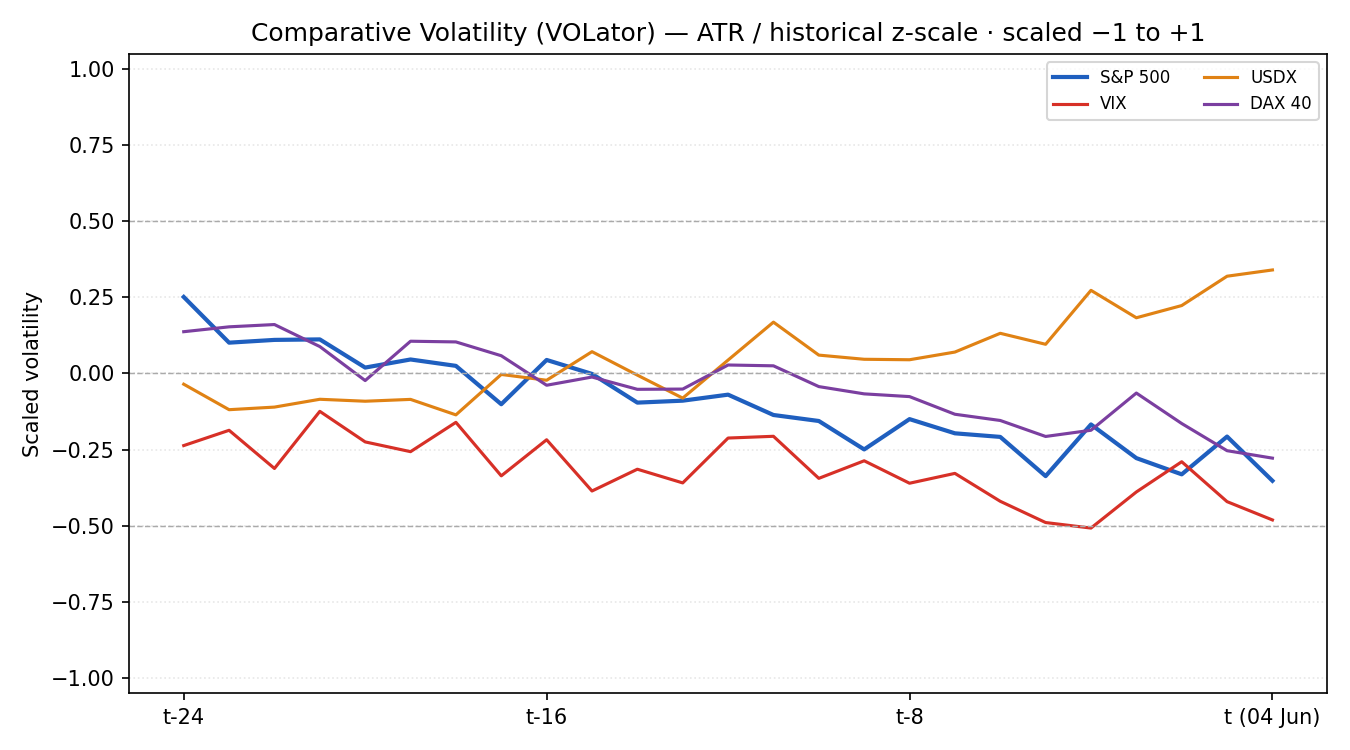 Comparative Volatility (VOLator) — ATR / historical z-scale · scaled −1 to +1
S&P 500
VIX
USDX
DAX 40
Scaled volatility
1.00
0.75
0.50
0.25
0.00
−0.25
−0.50
−0.75
−1.00
t-24
t-16
t-8
t (04 Jun)